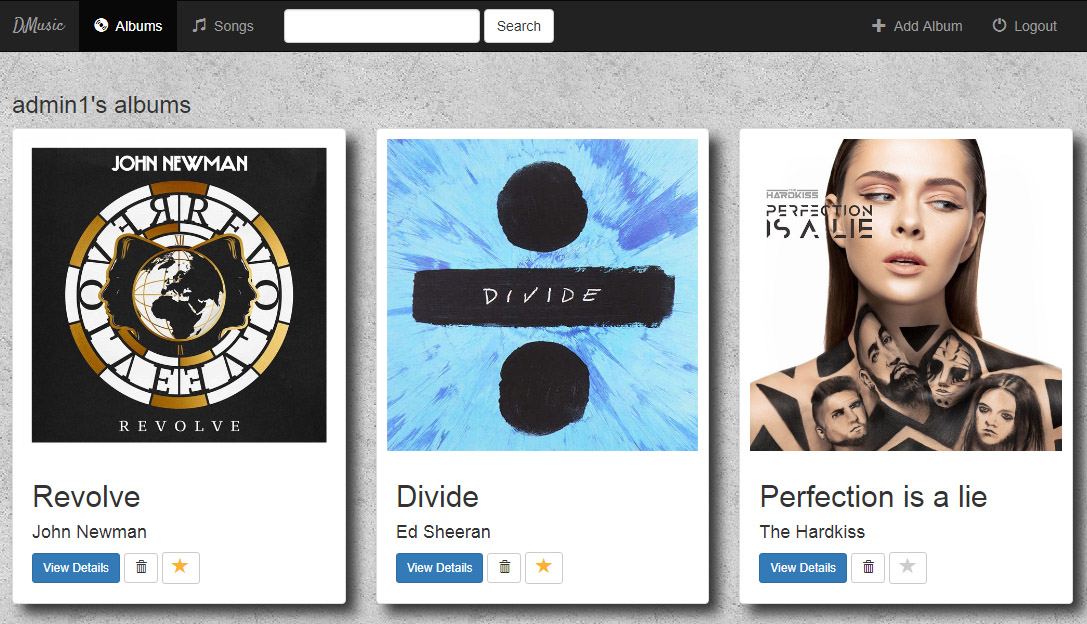 DMusic Albums Songs Search Add Album Logout
admin1's albums
JOHN NEWMAN
REVOLVE
DIVIDE
THE HARDKISS
PERFECTION
IS A LIE
Revolve
John Newman
View Details
Divide
Ed Sheeran
View Details
Perfection is a lie
The Hardkiss
View Details